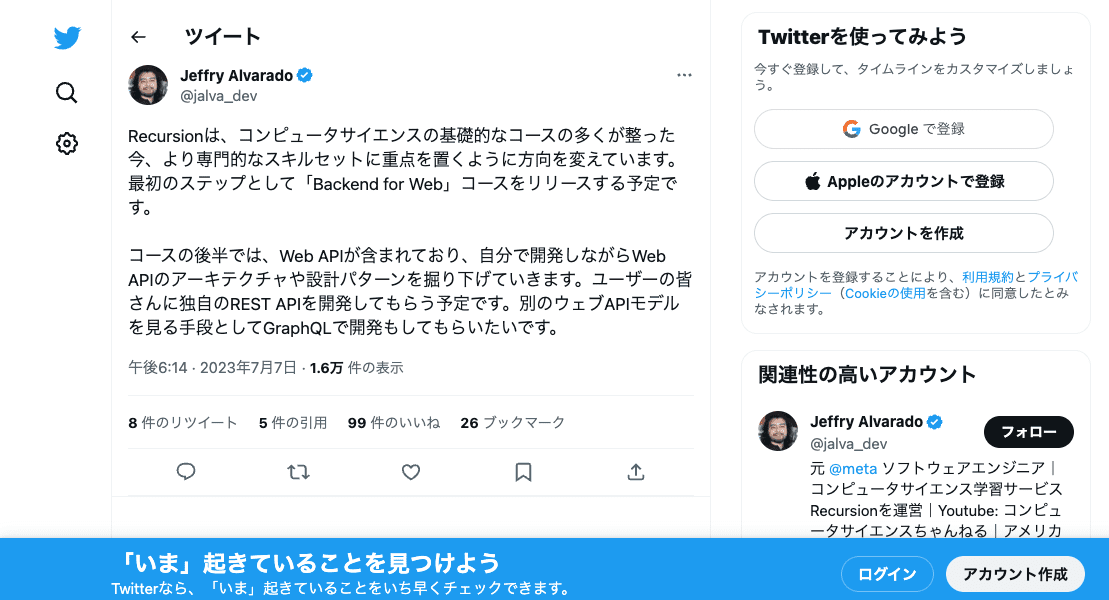 ツイート
Jeffry Alvarado
@jalva_dev
Recursionは、コンピュータサイエンスの基礎的なコースの多くが整った
今、より専門的なスキルセットに重点を置くように方向を変えています。
最初のステップとして「Backend for Web」コースをリリースする予定で
す。
コースの後半では、Web APIが含まれており、自分で開発しながらWeb
APIのアーキテクチャや設計パターンを掘り下げていきます。ユーザーの皆
さんに独自のREST APIを開発してもらう予定です。別のウェブAPIモデル
を見る手段としてGraphQLで開発もしてもらいたいです。
午後6:14 · 2023年7月7日 · 1.6万 件の表示
8 件のリツイート 5 件の引用 99 件のいいね 26 ブックマーク
Twitterを使ってみよう
今すぐ登録して、タイムラインをカスタマイズしましょ
う。
Google で登録
Appleのアカウントで登録
アカウントを作成
アカウントを登録することにより、利用規約とプライバ
シーポリシー（Cookieの使用を含む）に同意したとみ
なされます。
関連性の高いアカウント
Jeffry Alvarado
@jalva_dev
フォロー
元 @meta ソフトウェアエンジニア｜
コンピュータサイエンス学習サービス
Recursionを運営｜Youtube: コンピュ
ータサイエンスちゃんねる｜アメリカ
「いま」起きていることを見つけよう
Twitterなら、「いま」起きていることをいち早くチェックできます。
ログイン
アカウント作成